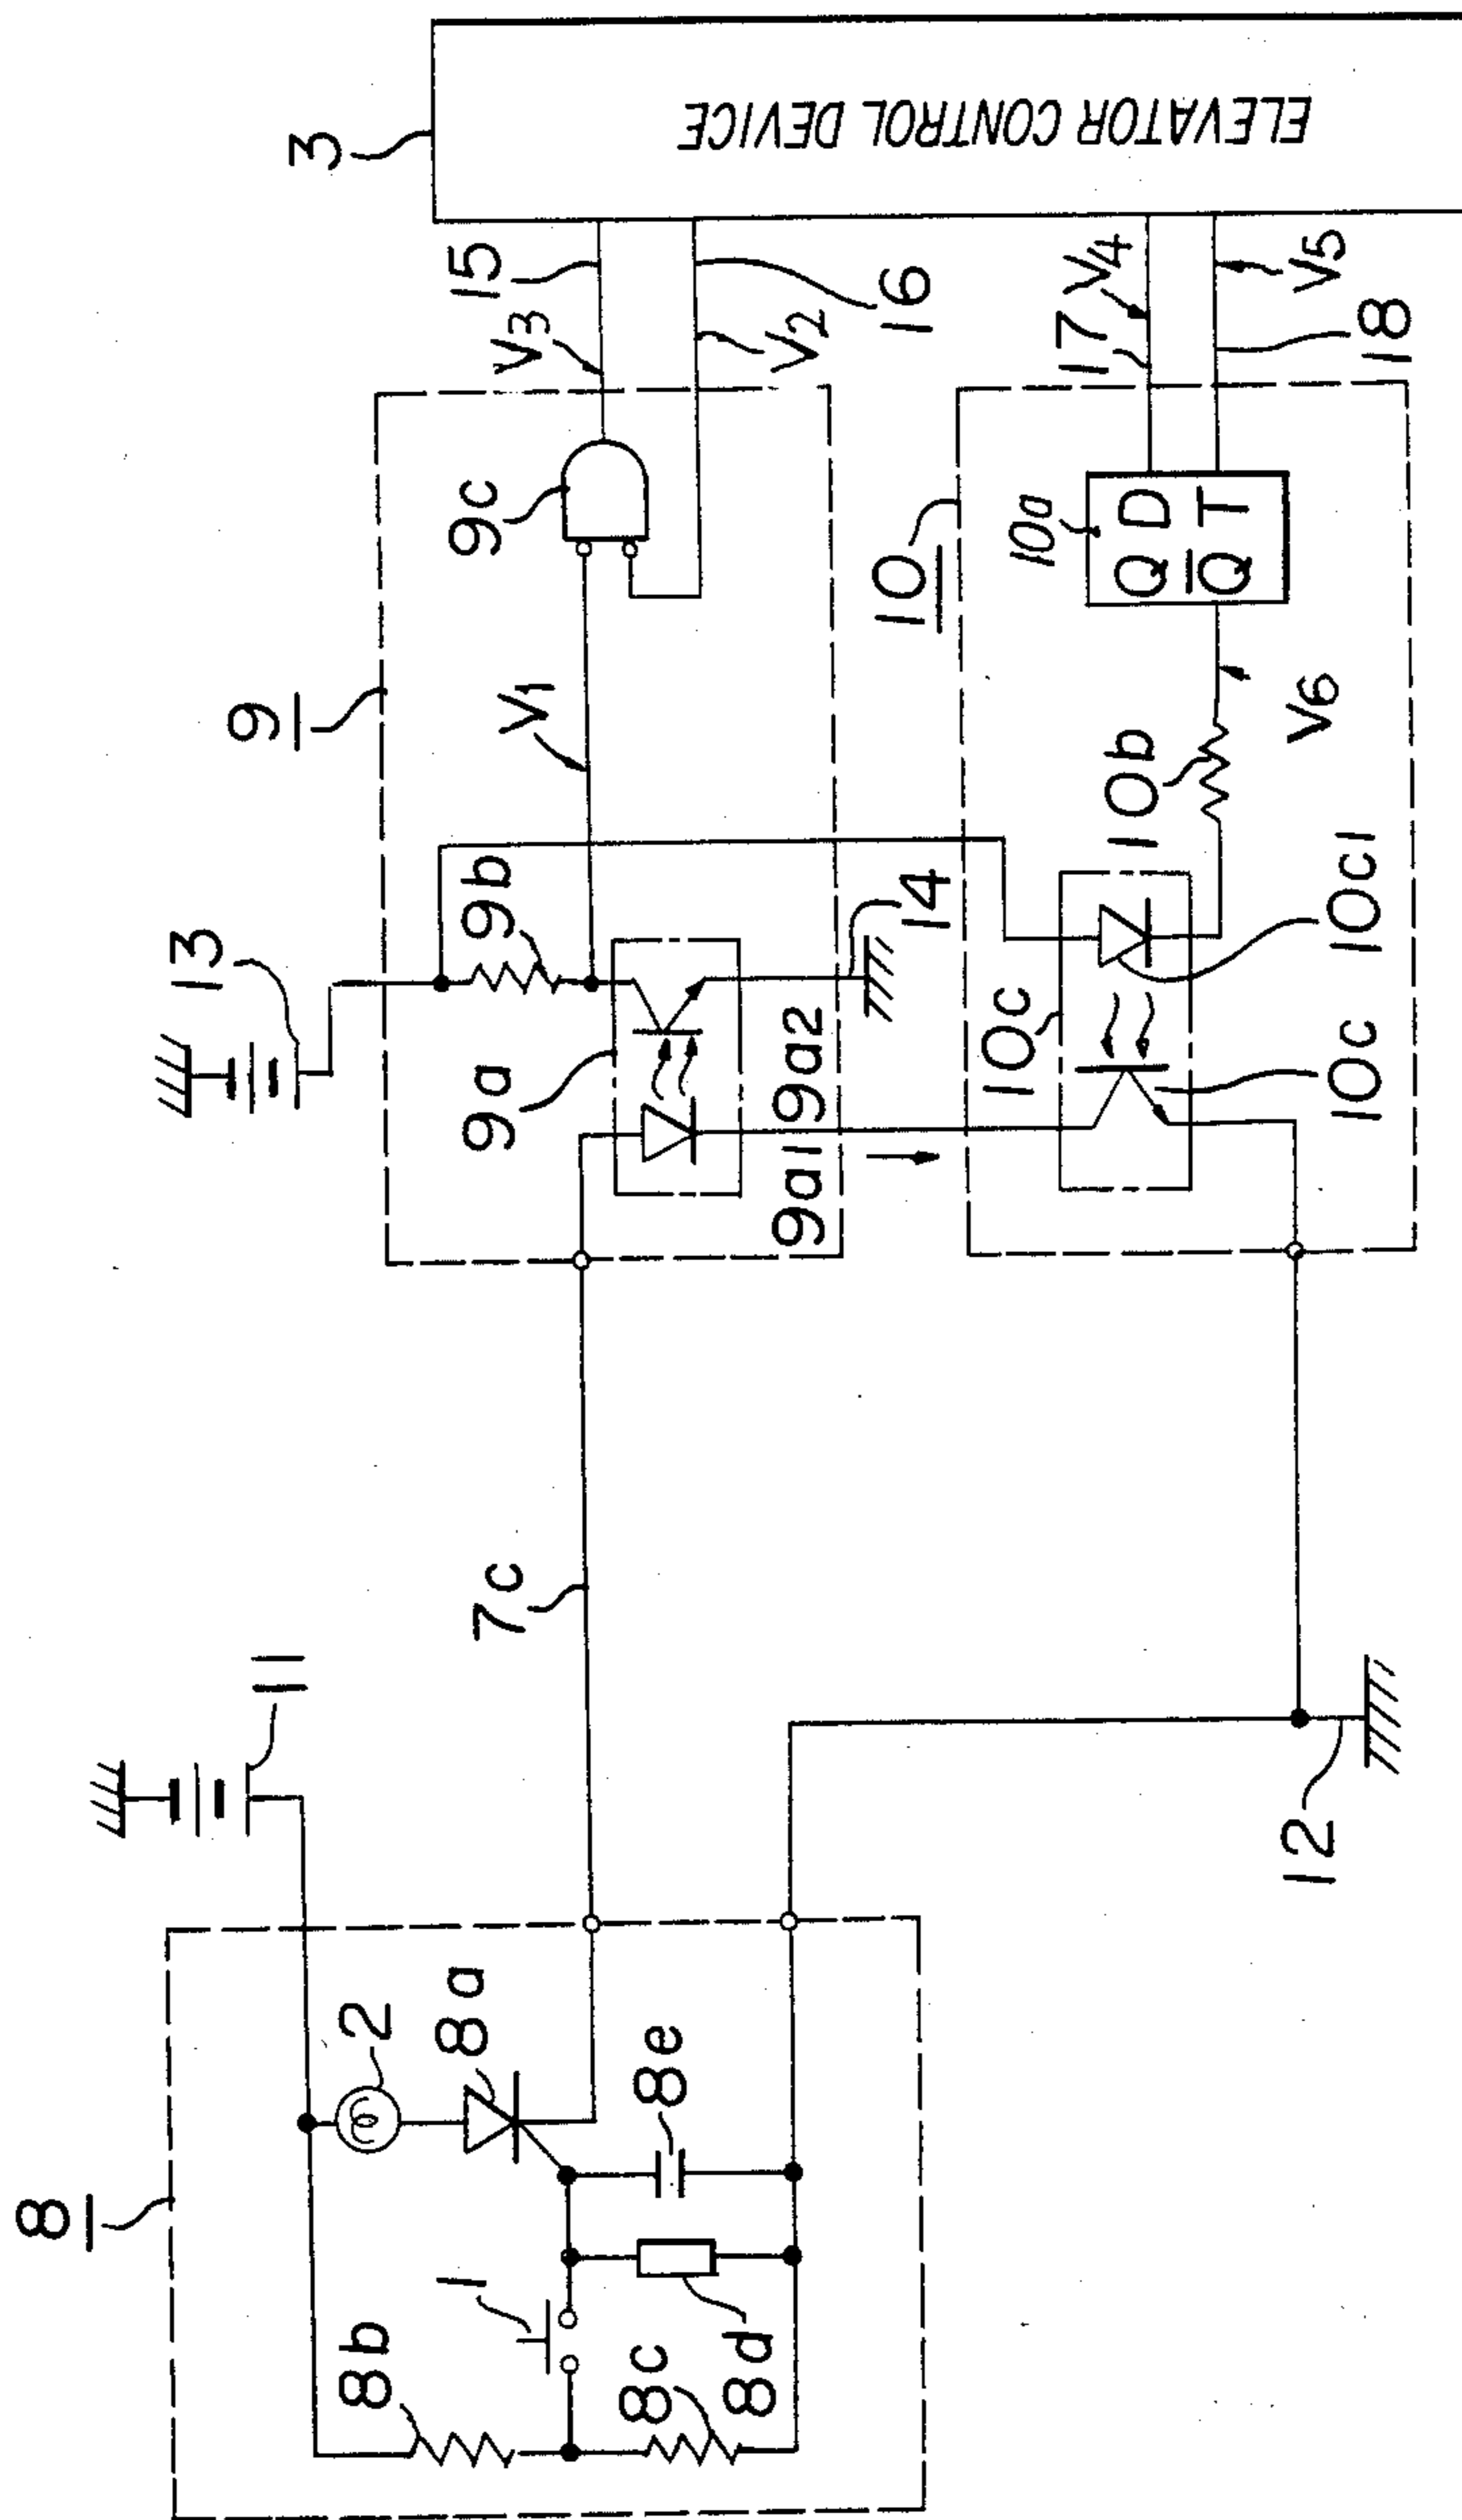 8
11
2
8a
8b
1
8e
8c
8d
7c
12
13
9
9b
9a
V1
9c
V3
15
3
ELEVATOR CONTROL DEVICE
V2
16
9a1 9a2
14
10
10c
10a
17
V4
Q D
Q̅ T
10b
V6
V5
18
10c1
10c